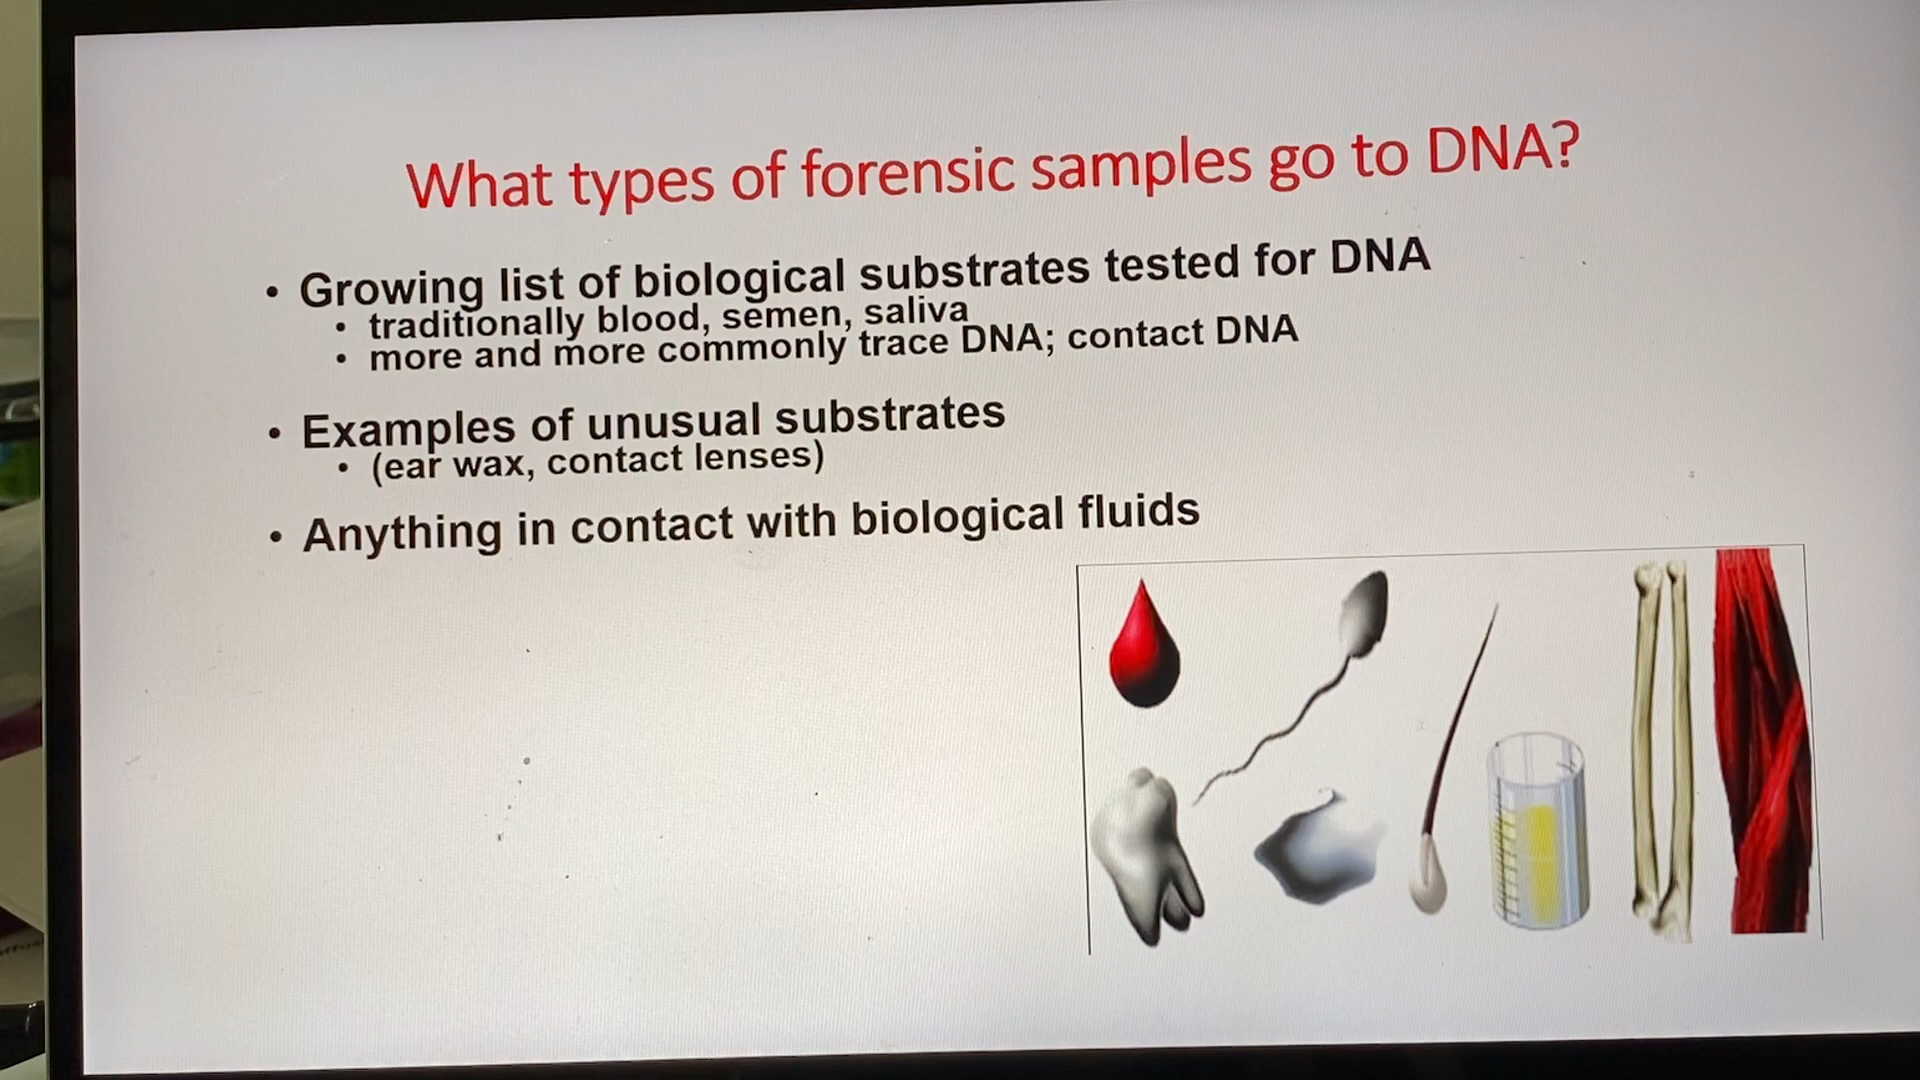 What types of forensic samples go to DNA?
• Growing list of biological substrates tested for DNA
• traditionally blood, semen, saliva
• more and more commonly trace DNA; contact DNA
• Examples of unusual substrates
• (ear wax, contact lenses)
• Anything in contact with biological fluids